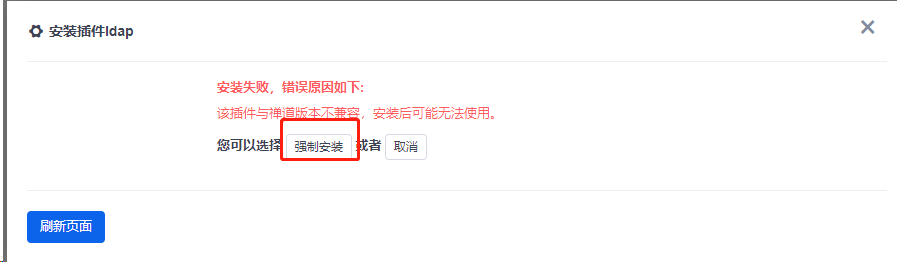 安装插件ldap
安装失败，错误原因如下：
该插件与禅道版本不兼容，安装后可能无法使用。
您可以选择 强制安装 或者 取消
刷新页面